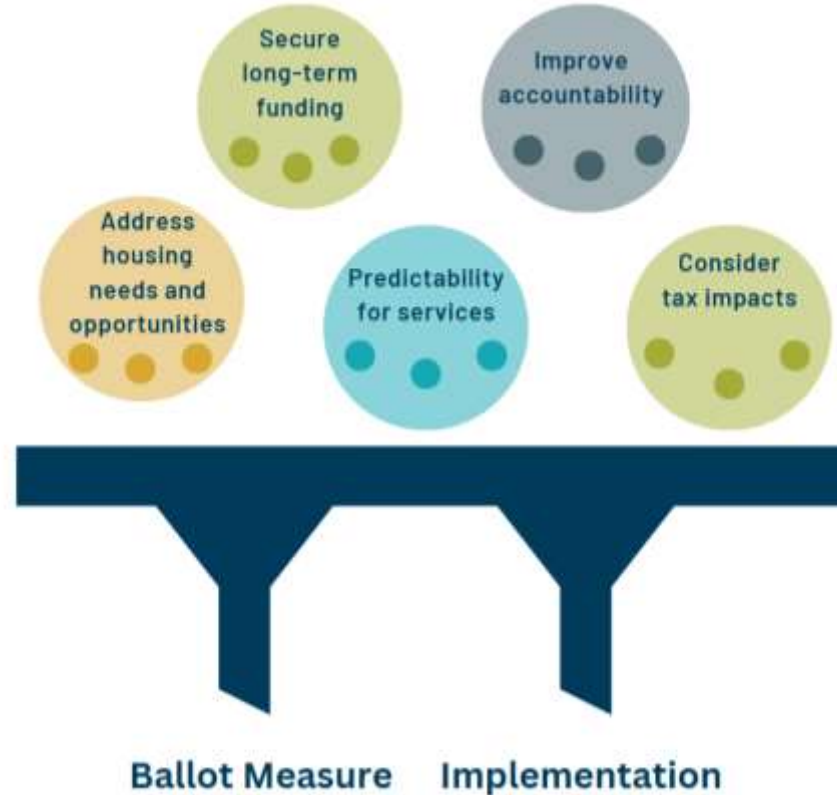 Secure
long-term
funding
Improve
accountability
Address
housing
needs and
opportunities
Predictability
for services
Consider
tax impacts
Ballot Measure
Implementation